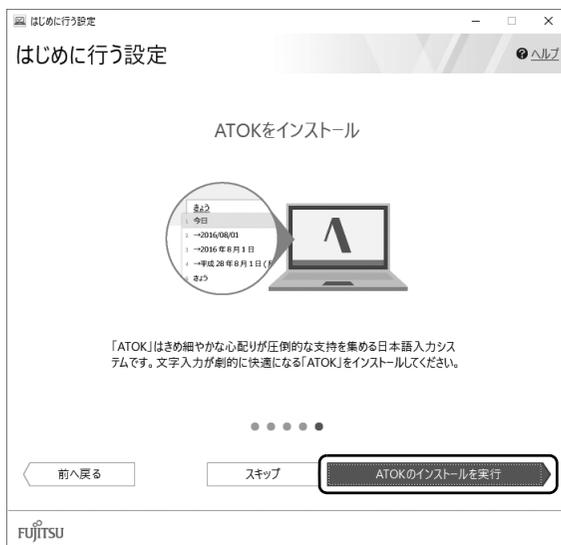 はじめに行う設定
はじめに行う設定
ヘルプ
ATOKをインストール
きょう
1 今日
2 →2016/08/01
3 →2016年8月1日
4 →平成28年8月1日(
5 きょう
「ATOK」はきめ細やかな心配りが圧倒的な支持を集める日本語入力シス
テムです。文字入力が劇的に快適になる「ATOK」をインストールしてください。
前へ戻る
スキップ
ATOKのインストールを実行
FUJITSU